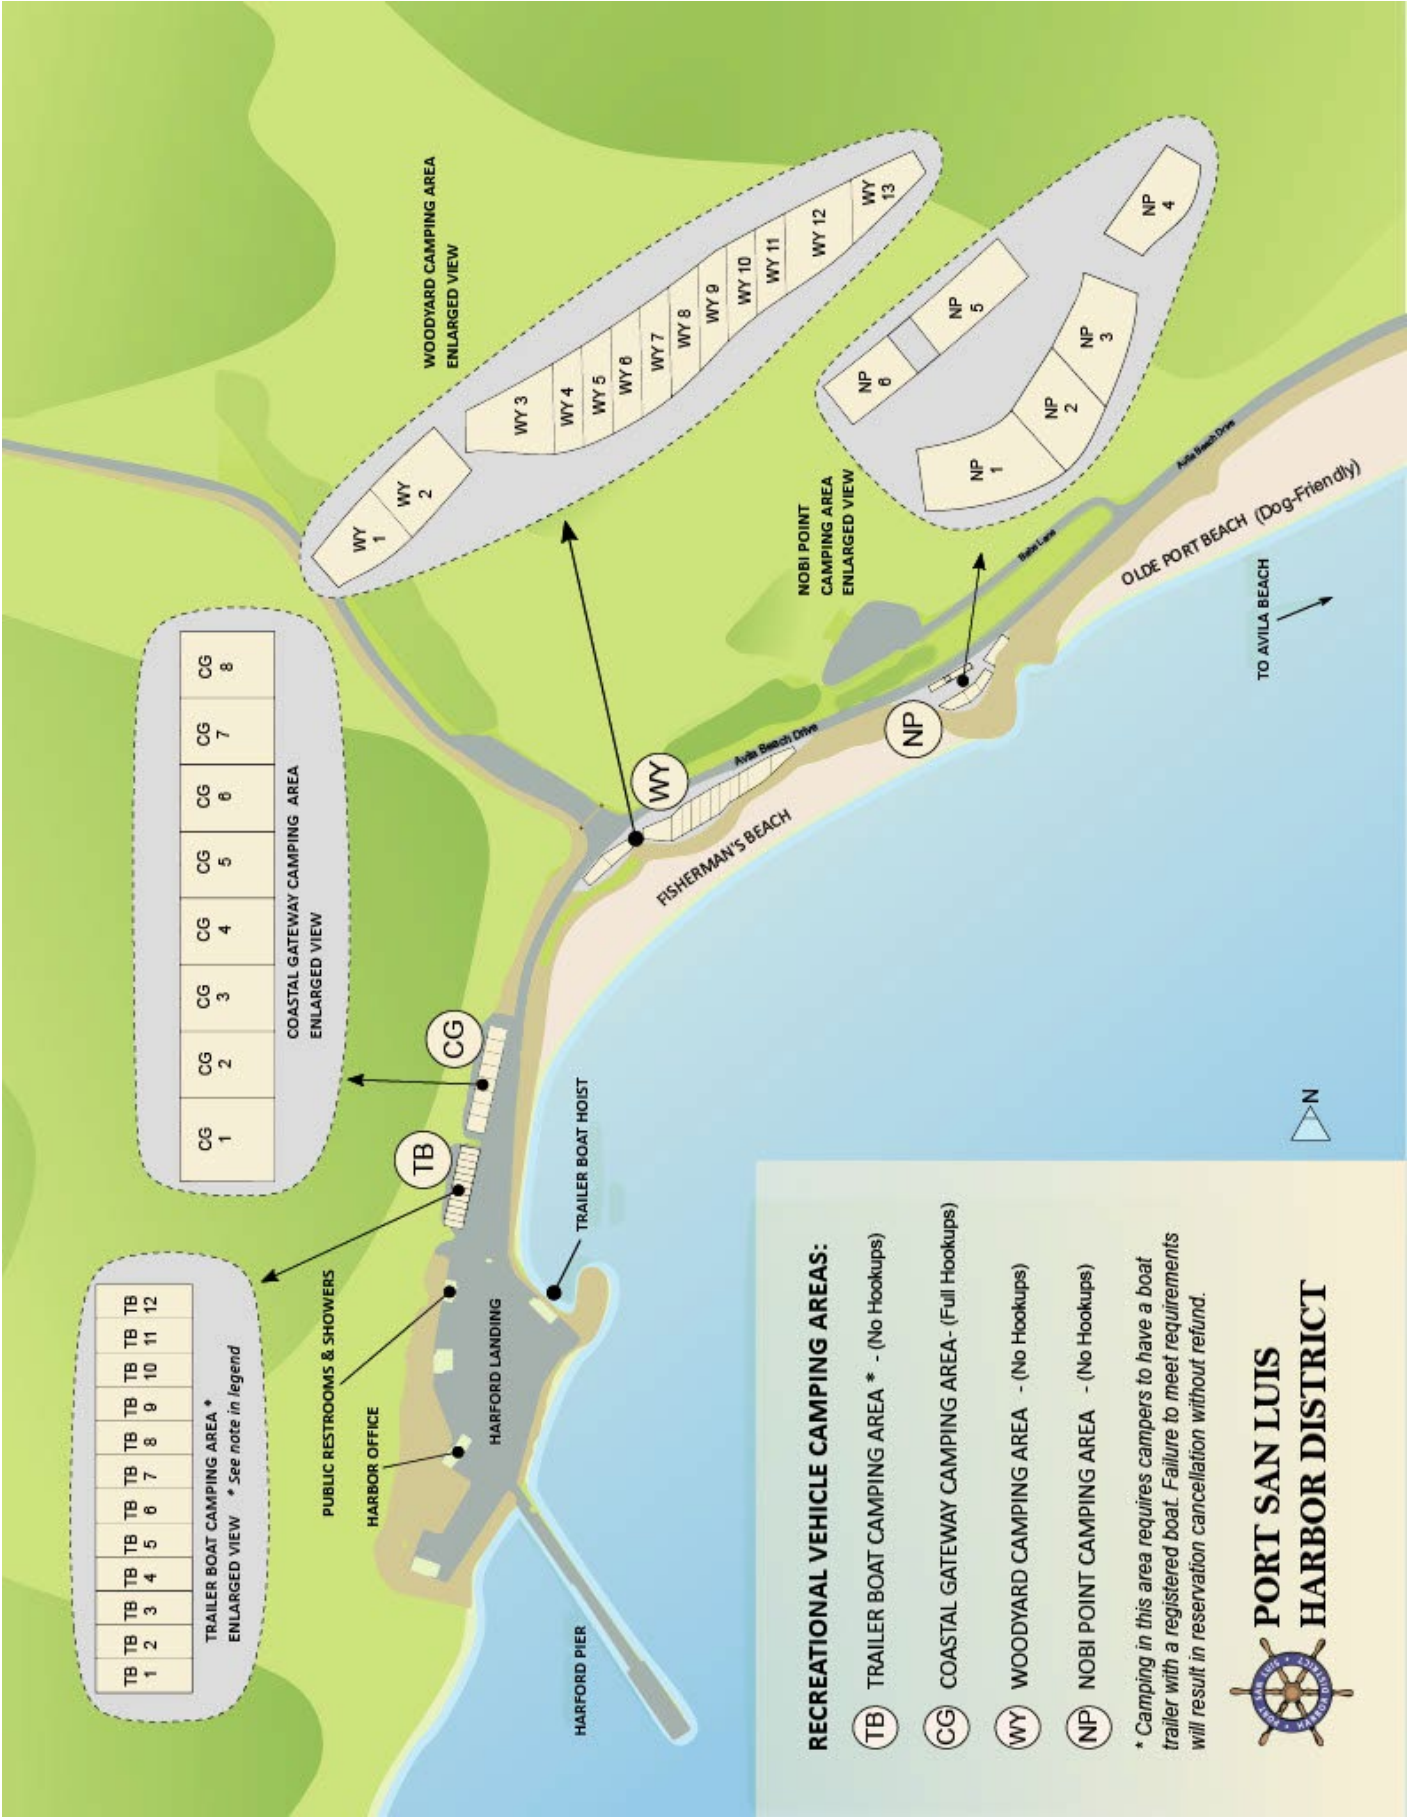 TB 1
TB 2
TB 3
TB 4
TB 5
TB 6
TB 7
TB 8
TB 9
TB 10
TB 11
TB 12
TRAILER BOAT CAMPING AREA *
ENLARGED VIEW * See note in legend
CG 1
CG 2
CG 3
CG 4
CG 5
CG 6
CG 7
CG 8
COASTAL GATEWAY CAMPING AREA
ENLARGED VIEW
WOODYARD CAMPING AREA
ENLARGED VIEW
WY 1
WY 2
WY 3
WY 4
WY 5
WY 6
WY 7
WY 8
WY 9
WY 10
WY 11
WY 12
WY 13
PUBLIC RESTROOMS & SHOWERS
HARBOR OFFICE
TB
CG
WY
NP
HARFORD LANDING
TRAILER BOAT HOIST
HARFORD PIER
FISHERMAN'S BEACH
Avila Beach Drive
NOBI POINT
CAMPING AREA
ENLARGED VIEW
NP 1
NP 2
NP 3
NP 4
NP 5
NP 6
Babe Lane
Avila Beach Drive
OLDE PORT BEACH (Dog-Friendly)
TO AVILA BEACH
N
RECREATIONAL VEHICLE CAMPING AREAS:
TB TRAILER BOAT CAMPING AREA * - (No Hookups)
CG COASTAL GATEWAY CAMPING AREA- (Full Hookups)
WY WOODYARD CAMPING AREA - (No Hookups)
NP NOBI POINT CAMPING AREA - (No Hookups)
* Camping in this area requires campers to have a boat
trailer with a registered boat. Failure to meet requirements
will result in reservation cancellation without refund.
PORT SAN LUIS
HARBOR DISTRICT
PORT SAN LUIS
HARBOR DISTRICT